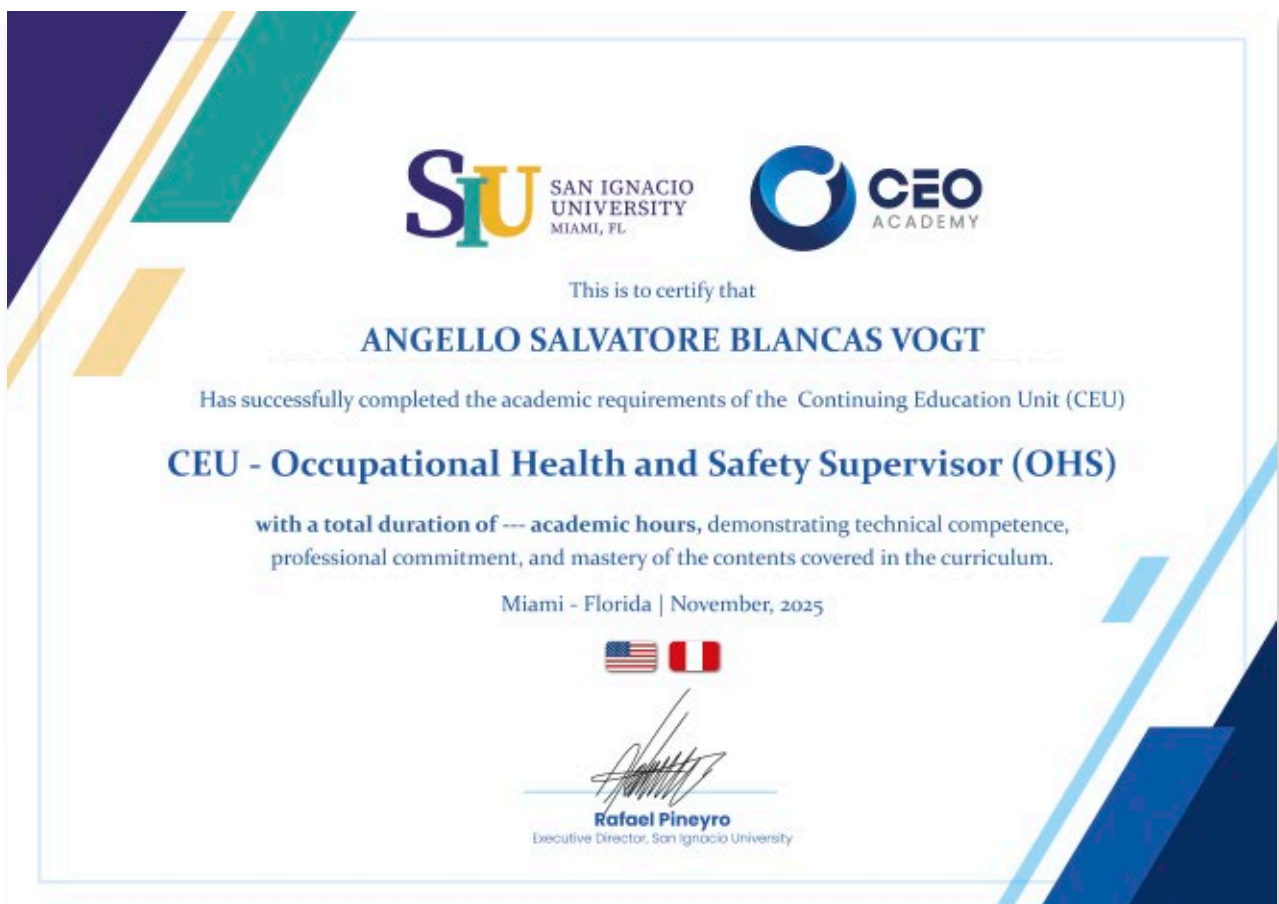 SIU
SAN IGNACIO
UNIVERSITY
MIAMI, FL
CEO
ACADEMY
This is to certify that
ANGELLO SALVATORE BLANCAS VOGT
Has successfully completed the academic requirements of the Continuing Education Unit (CEU)
CEU - Occupational Health and Safety Supervisor (OHS)
with a total duration of --- academic hours, demonstrating technical competence,
professional commitment, and mastery of the contents covered in the curriculum.
Miami - Florida | November, 2025
Rafael Pineyro
Executive Director, San Ignacio University